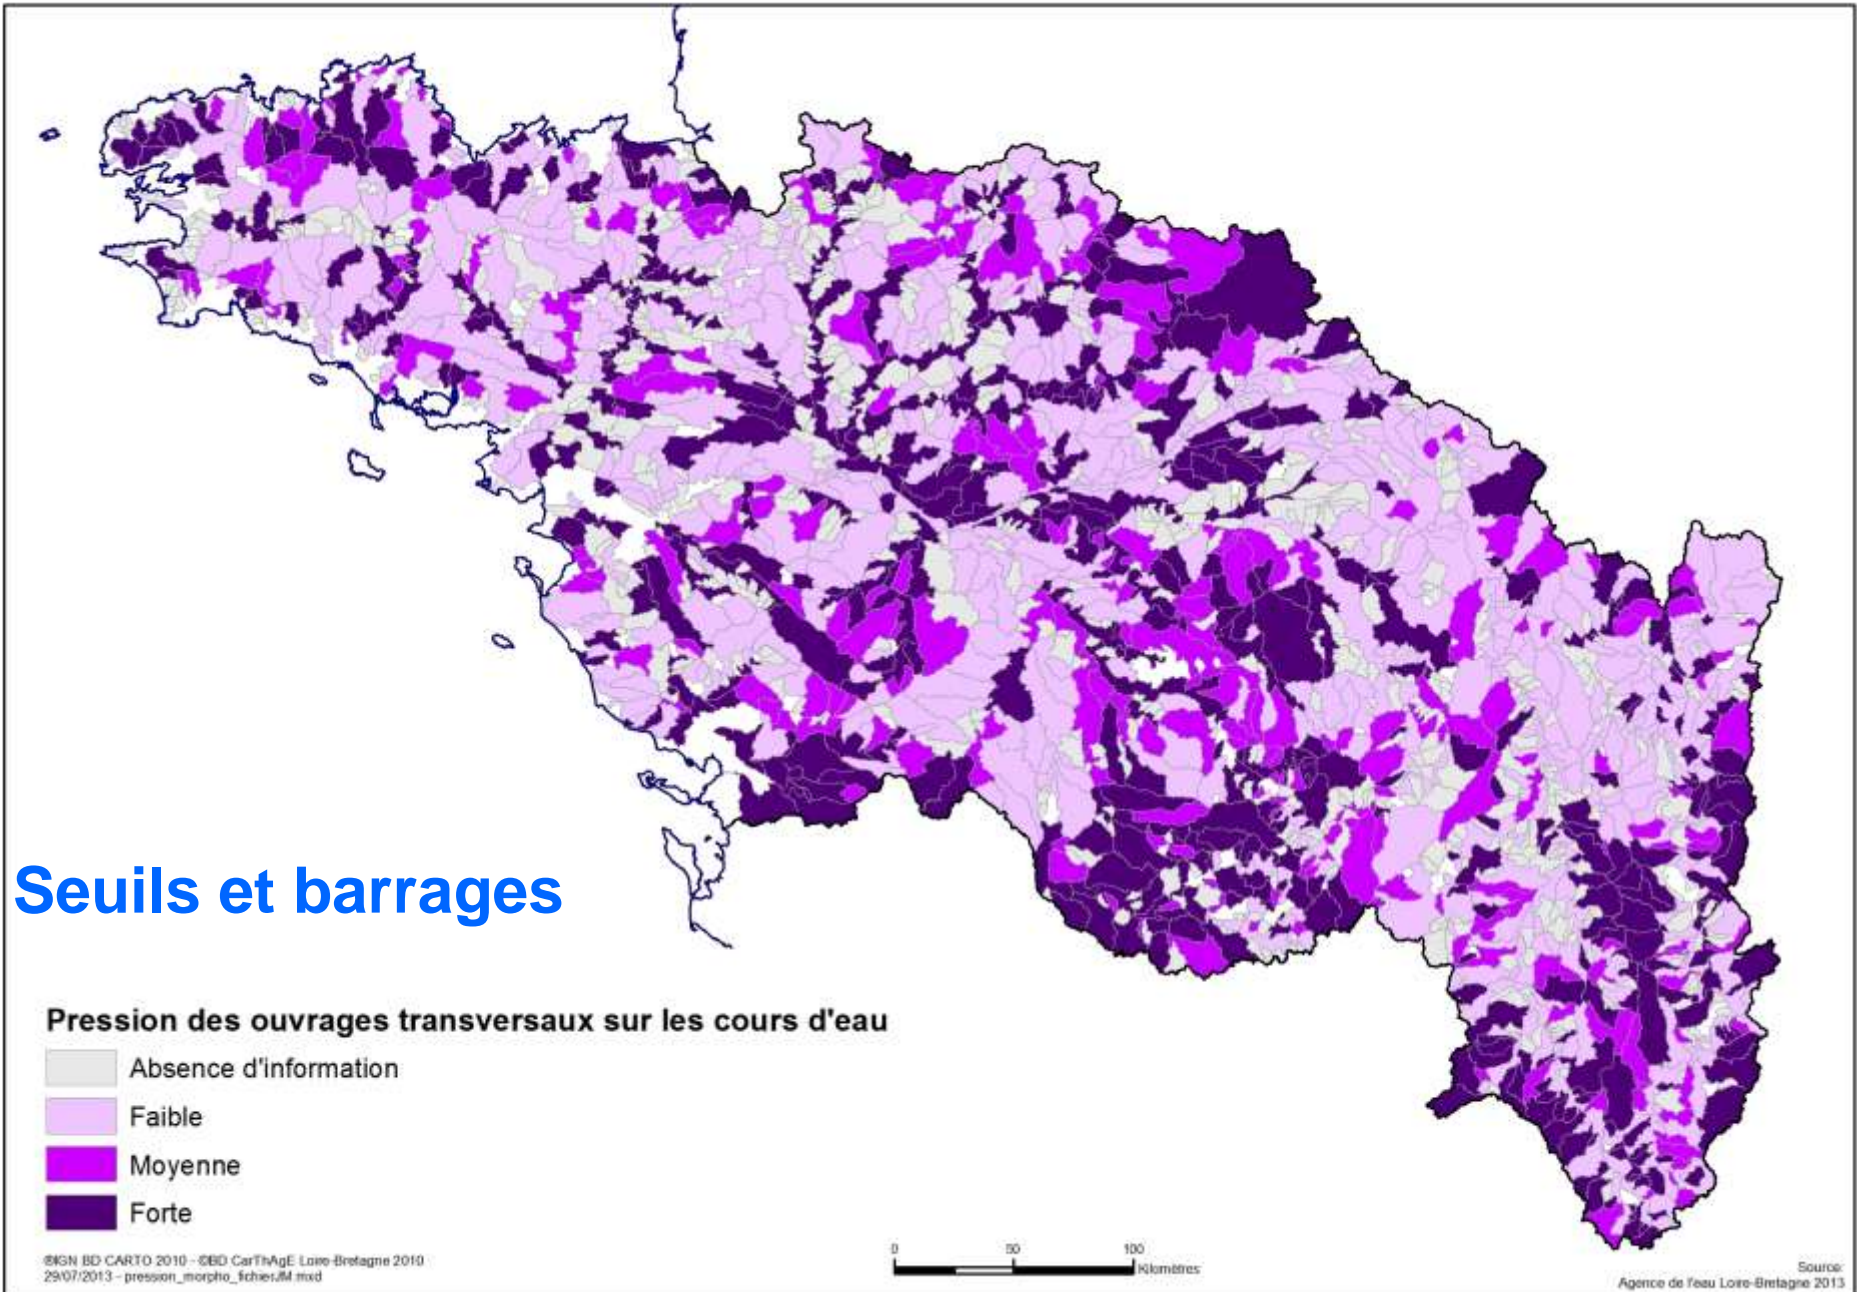 Seuils et barrages
Pression des ouvrages transversaux sur les cours d'eau
Absence d'information
Faible
Moyenne
Forte
©IGN BD CARTO 2010 - ©BD CarThAgE Loire-Bretagne 2010
29/07/2013 - pression_morpho_fichierJM.mxd
0 50 100
Kilomètres
Source:
Agence de l'eau Loire-Bretagne 2013